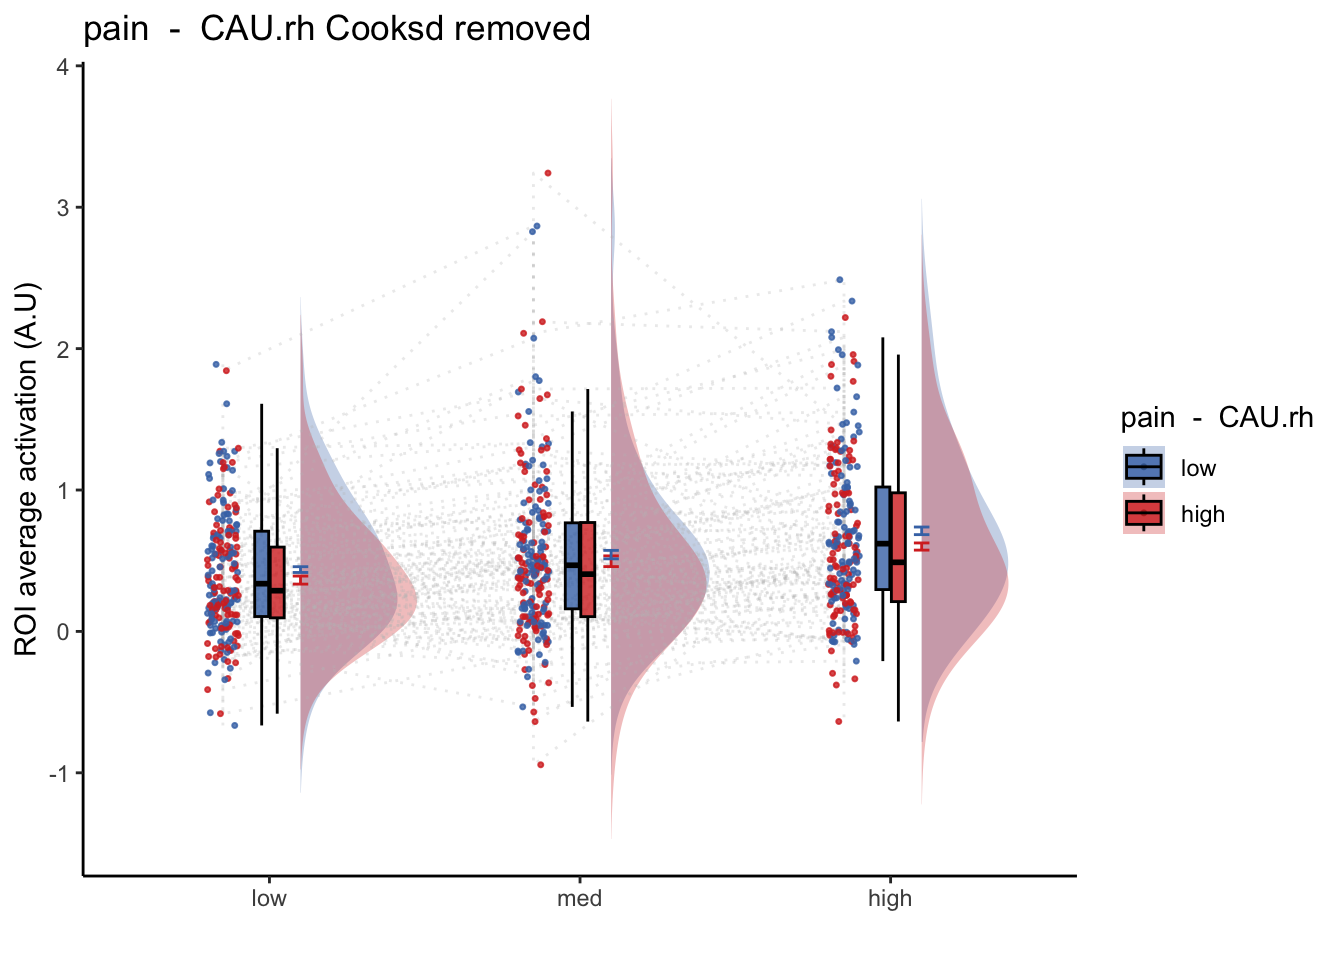 pain  -  CAU.rh Cooksd removed
4
3
2
1
0
-1
ROI average activation (A.U)
low
med
high
pain  -  CAU.rh
low
high